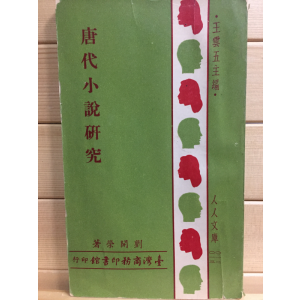 ·王雲五主編·
人人文庫
唐代小說研究
劉開榮著
臺灣商務印書館印行